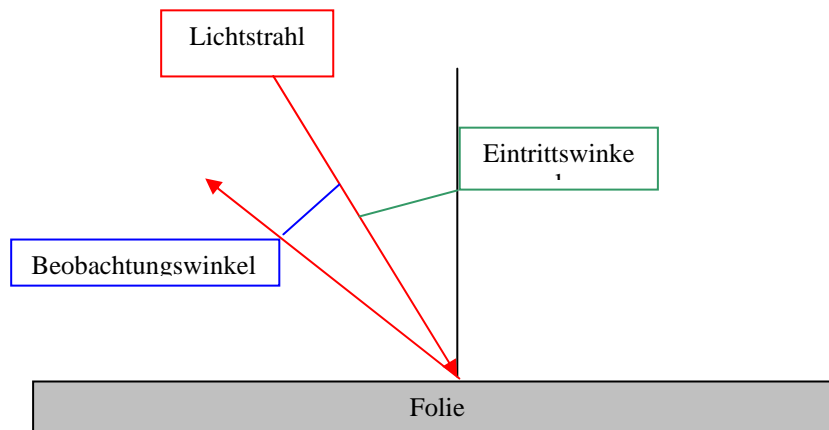 Lichtstrahl
Eintrittswinke
l
Beobachtungswinkel
Folie